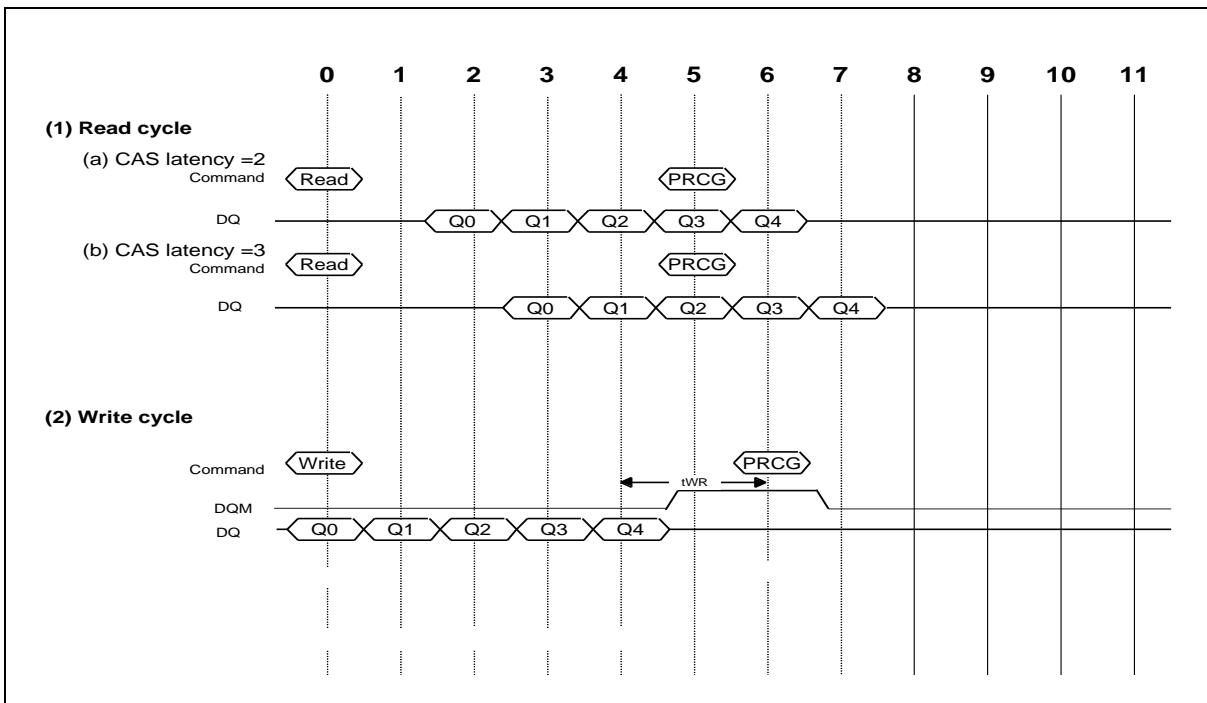 0 1 2 3 4 5 6 7 8 9 10 11
(1) Read cycle
(a) CAS latency =2
Command Read PRCG
DQ Q0 Q1 Q2 Q3 Q4
(b) CAS latency =3
Command Read PRCG
DQ Q0 Q1 Q2 Q3 Q4
(2) Write cycle
Command Write PRCG
tWR
DQM
DQ Q0 Q1 Q2 Q3 Q4